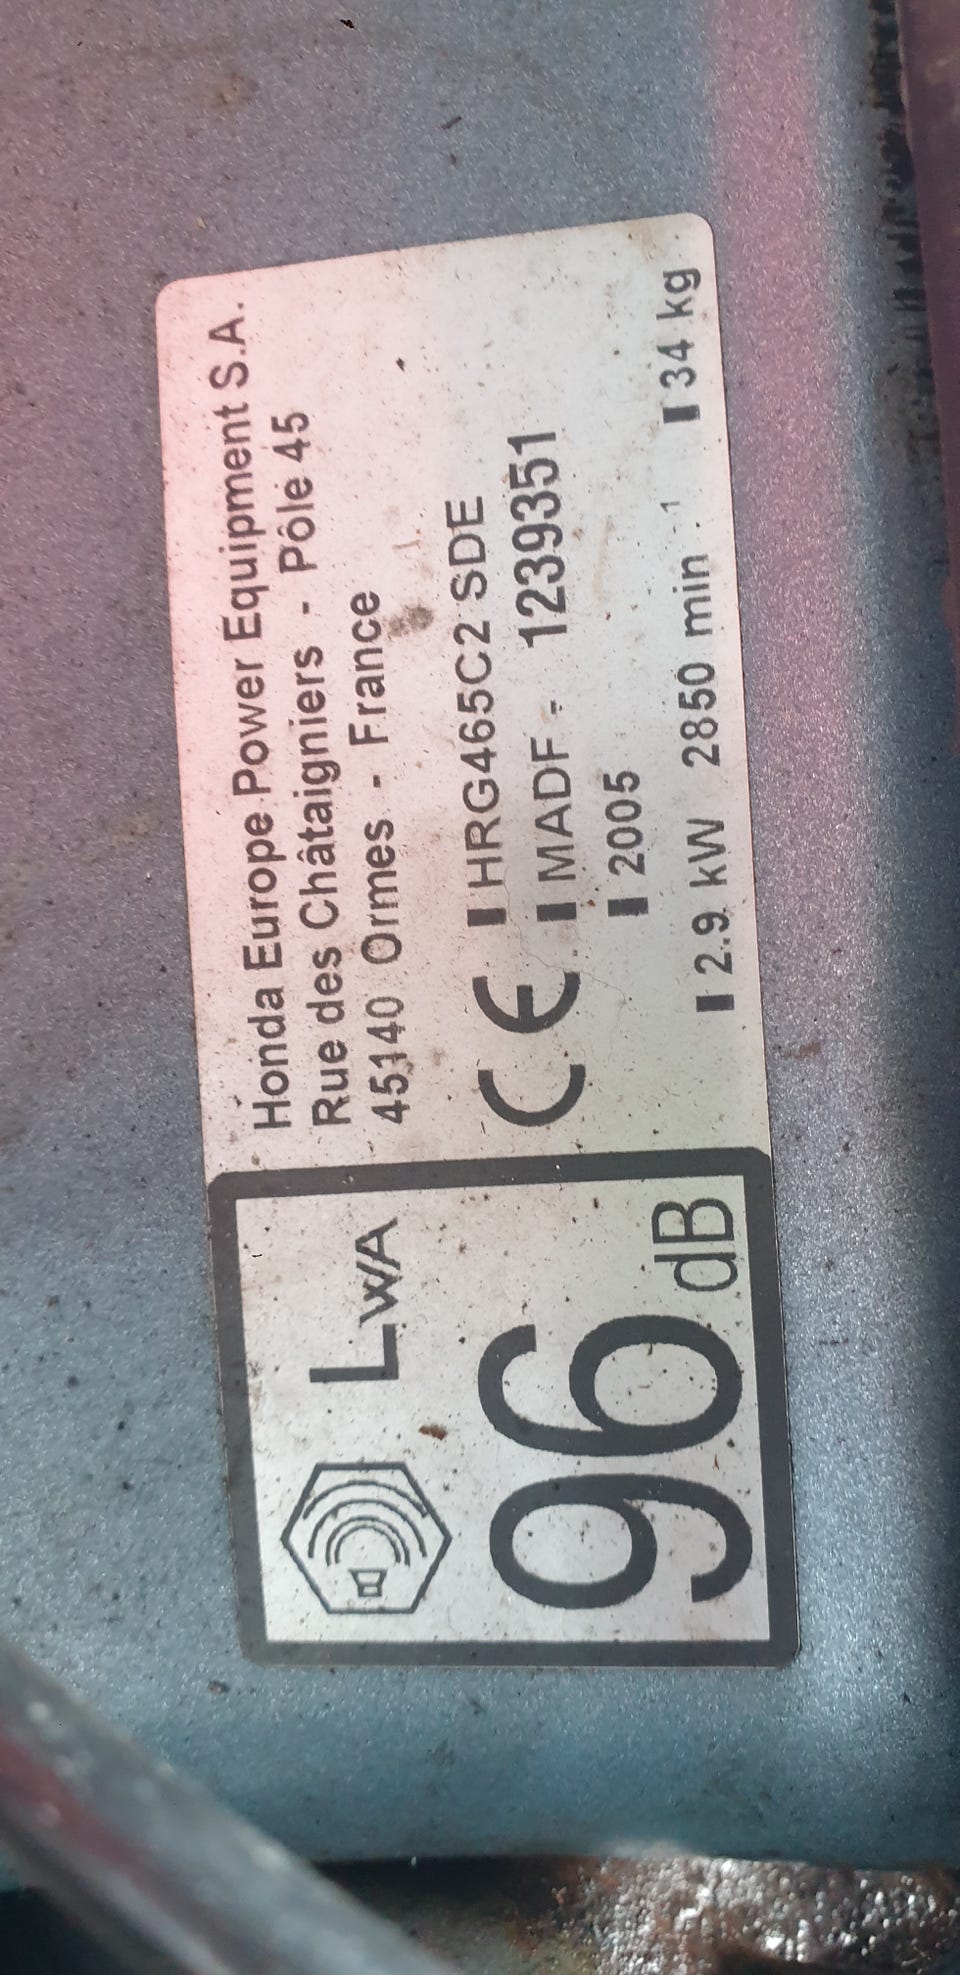 Honda Europe Power Equipment S.A.
Rue des Châtaigniers - Pôle 45
45140 Ormes - France
LWA
96 dB
CE
HRG465C2 SDE
MADF - 1239351
2005
2.9 kW 2850 min -1 34 kg